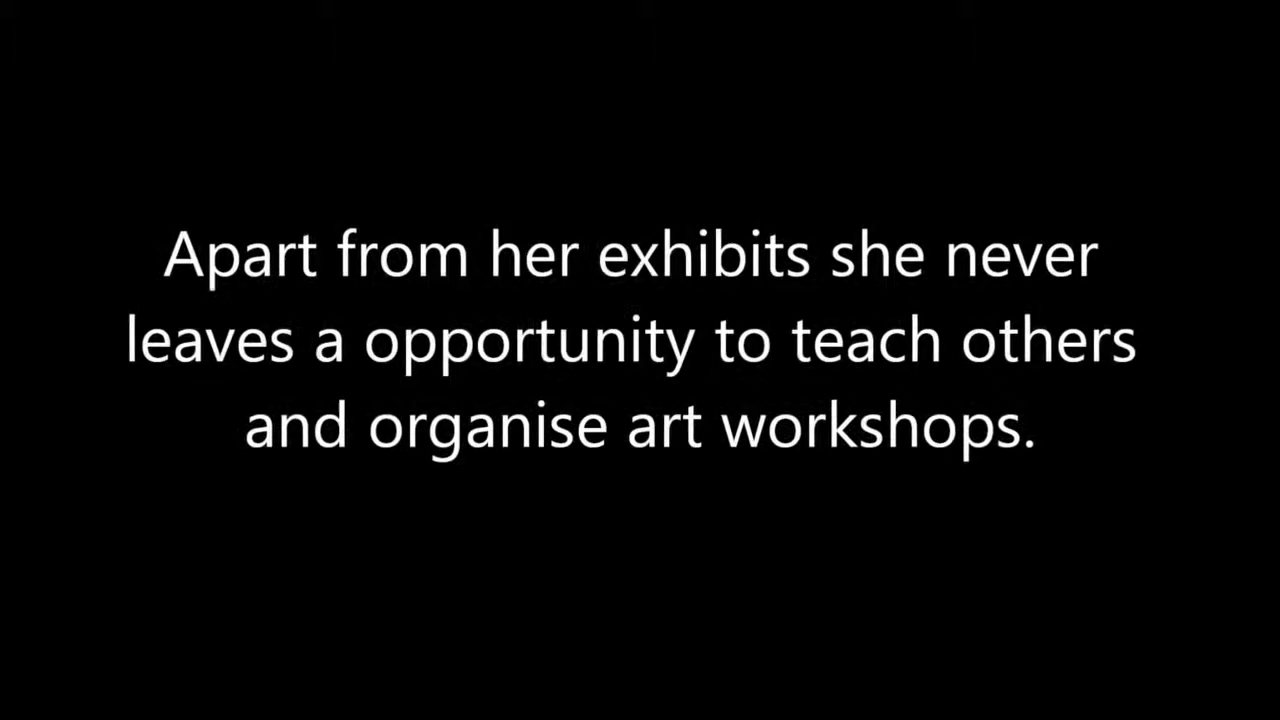 Apart from her exhibits she never
leaves a opportunity to teach others
and organise art workshops.